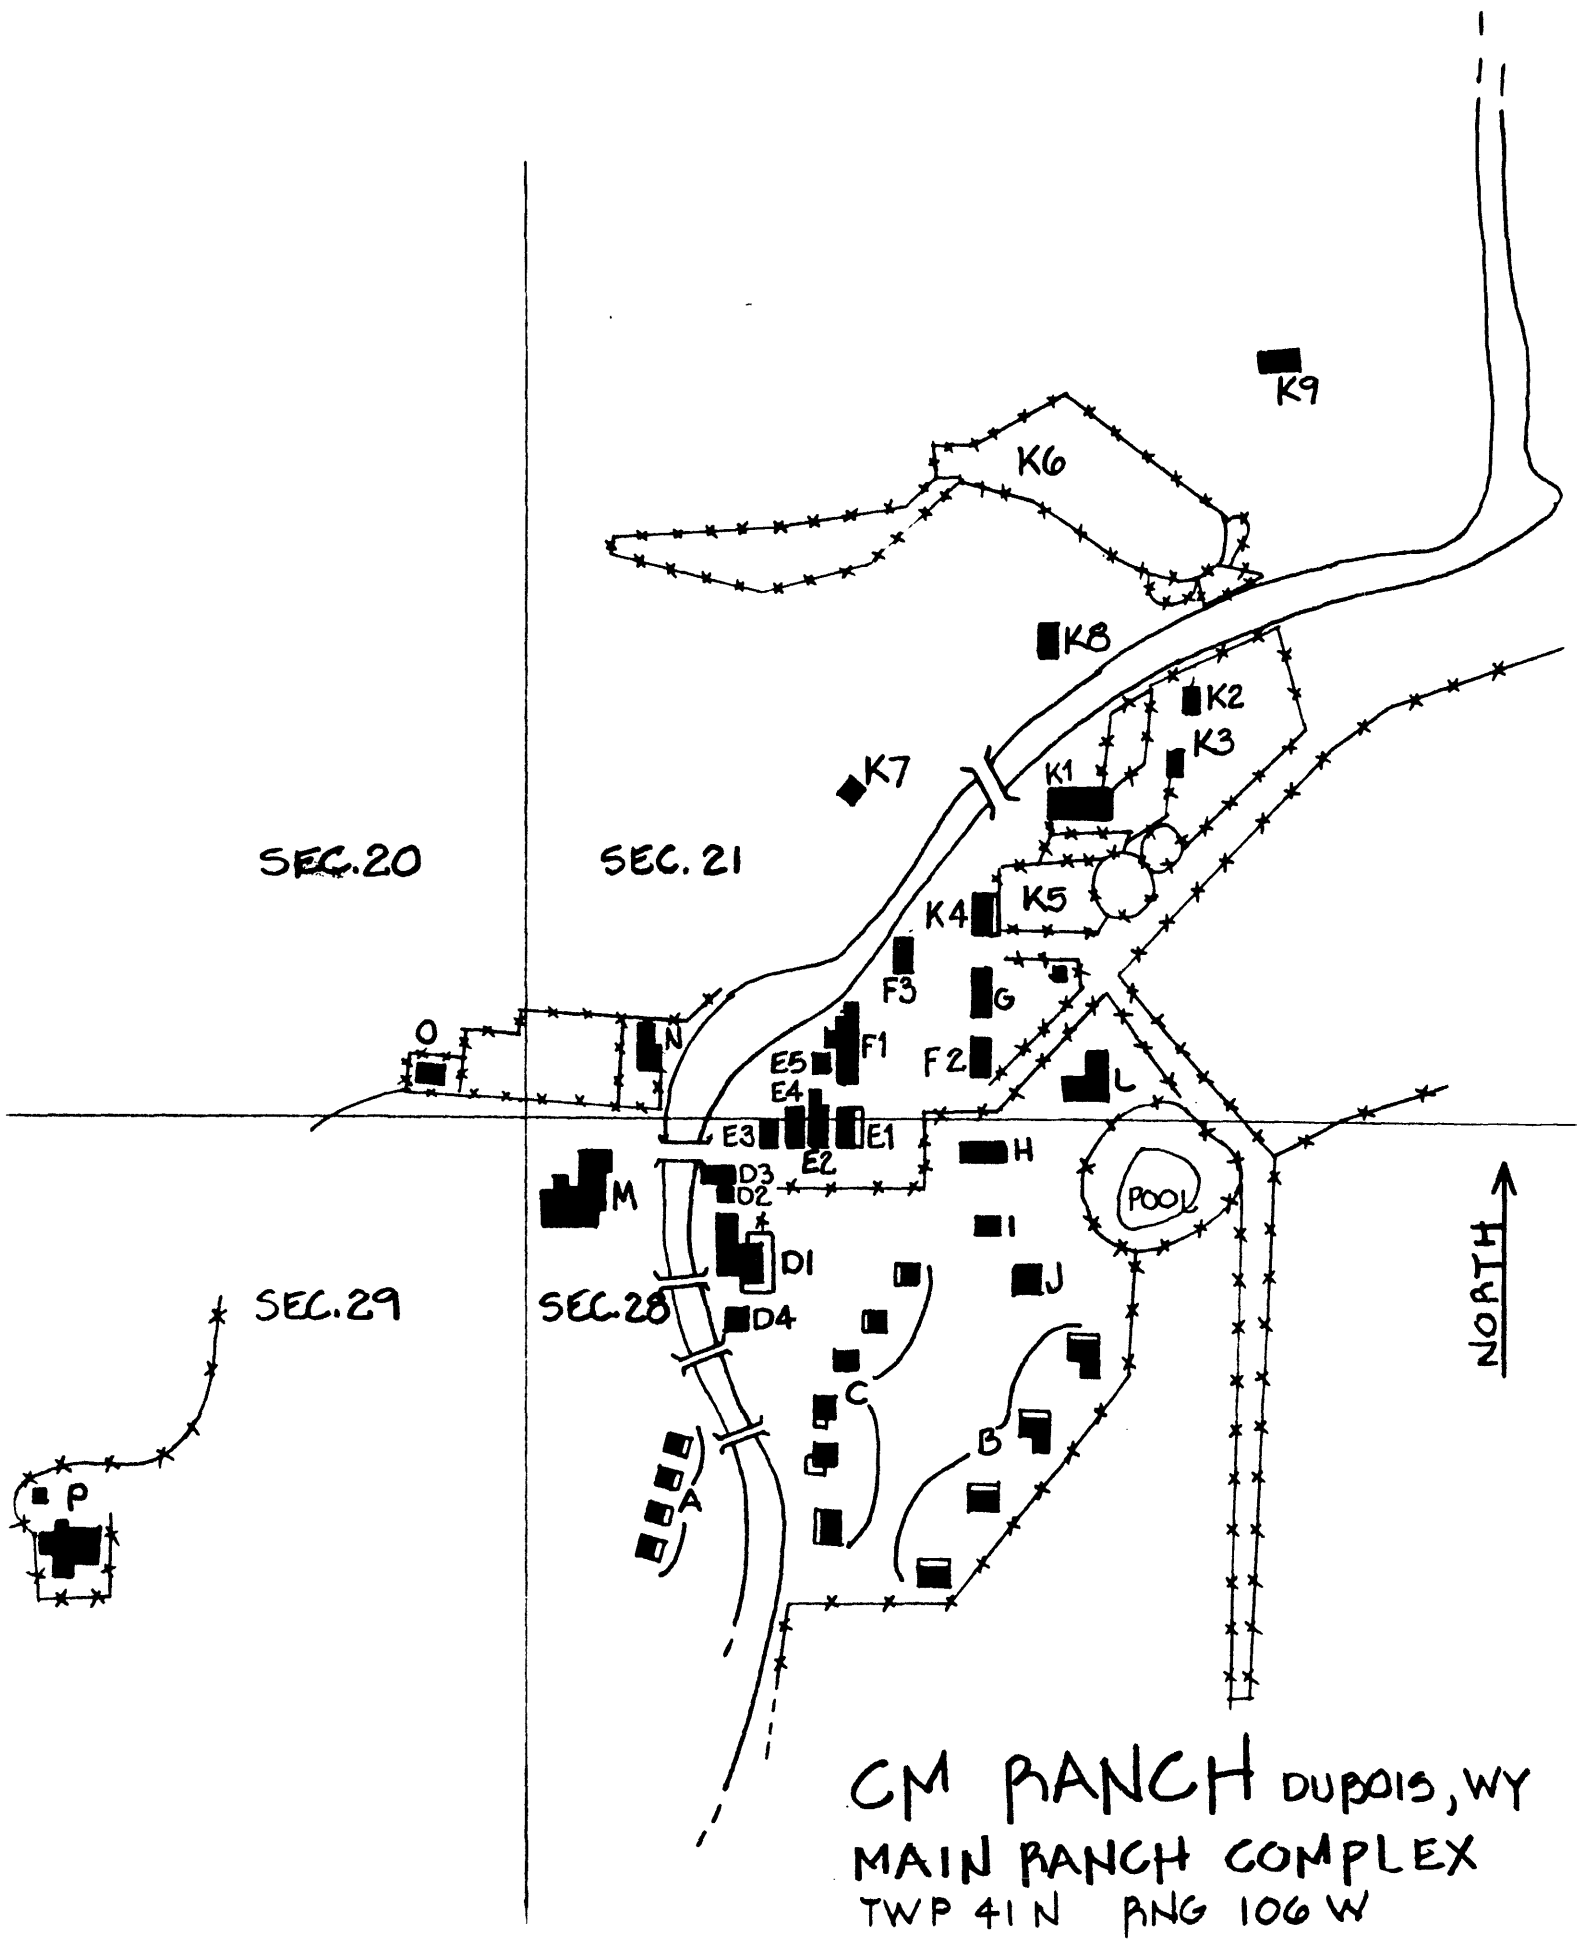 K9
K6
K8
K2
K3
K7
K1
SEC. 20
SEC. 21
K5
K4
F3
G
O
N
F1
F2
E5
L
E4
E3
E1
E2
H
D3
D2
M
POOL
I
D1
J
SEC. 29
SEC. 28
D4
C
B
A
P
NORTH
CM RANCH DUBOIS, WY
MAIN RANCH COMPLEX
TWP 41 N RNG 106 W